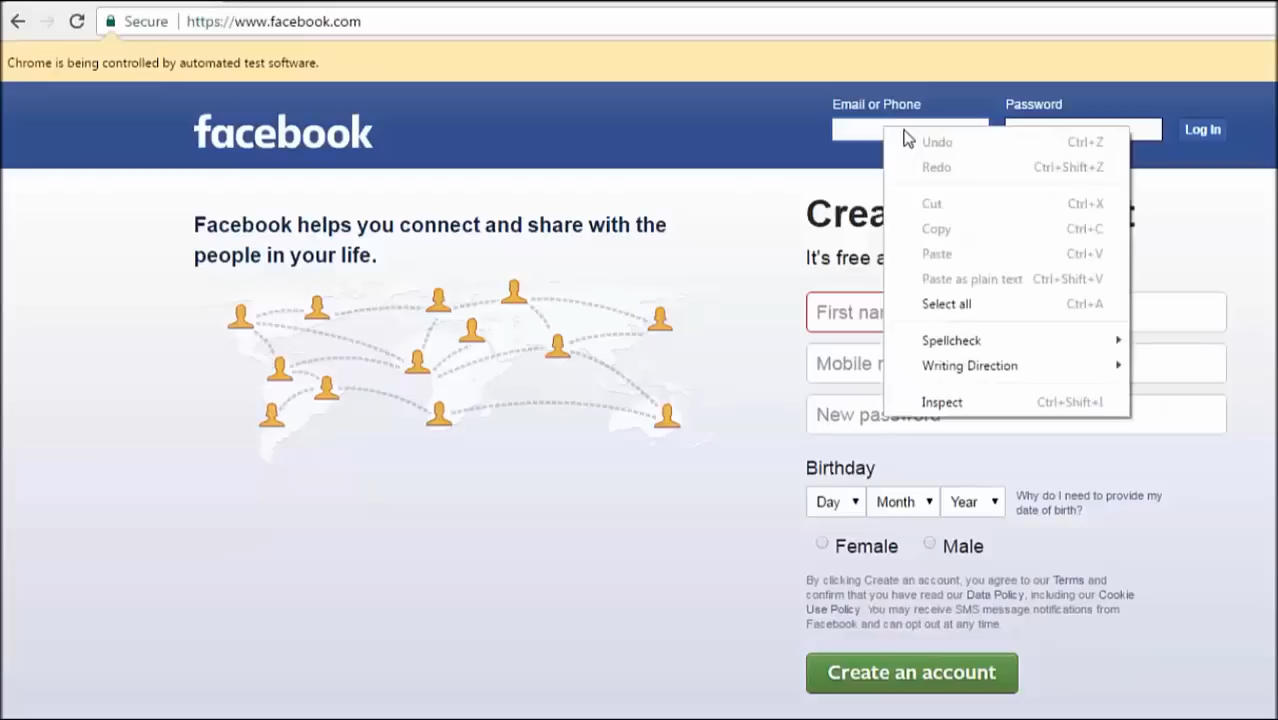 Secure
https://www.facebook.com
Chrome is being controlled by automated test software.
facebook
Email or Phone
Password
Log In
Undo Ctrl+Z
Redo Ctrl+Shift+Z
Cut Ctrl+X
Copy Ctrl+C
Paste Ctrl+V
Paste as plain text Ctrl+Shift+V
Select all Ctrl+A
Spellcheck
Writing Direction
Inspect Ctrl+Shift+I
Facebook helps you connect and share with the
people in your life.
It's free
First
Mobile
New password
Birthday
Day
Month
Year
Why do I need to provide my
date of birth?
Female
Male
By clicking Create an account, you agree to our Terms and
confirm that you have read our Data Policy, including our Cookie
Use Policy. You may receive SMS message notifications from
Facebook and can opt out at any time.
Create an account